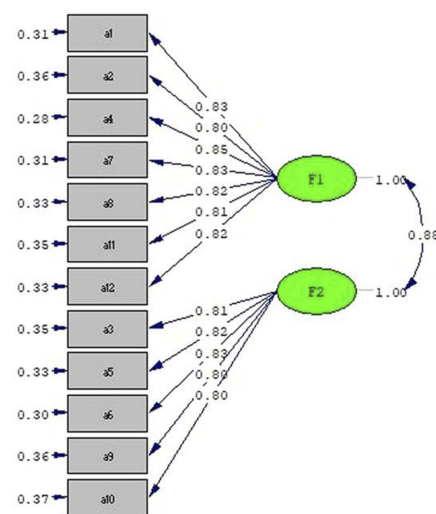 0.31 a1
0.36 a2
0.28 a4
0.31 a7
0.33 a8
0.35 a11
0.33 a12
0.35 a3
0.33 a5
0.30 a6
0.36 a9
0.37 a10
0.83
0.80
0.85
0.83
0.82
0.81
0.82
0.81
0.82
0.83
0.80
0.80
F1 1.00
F2 1.00
0.88